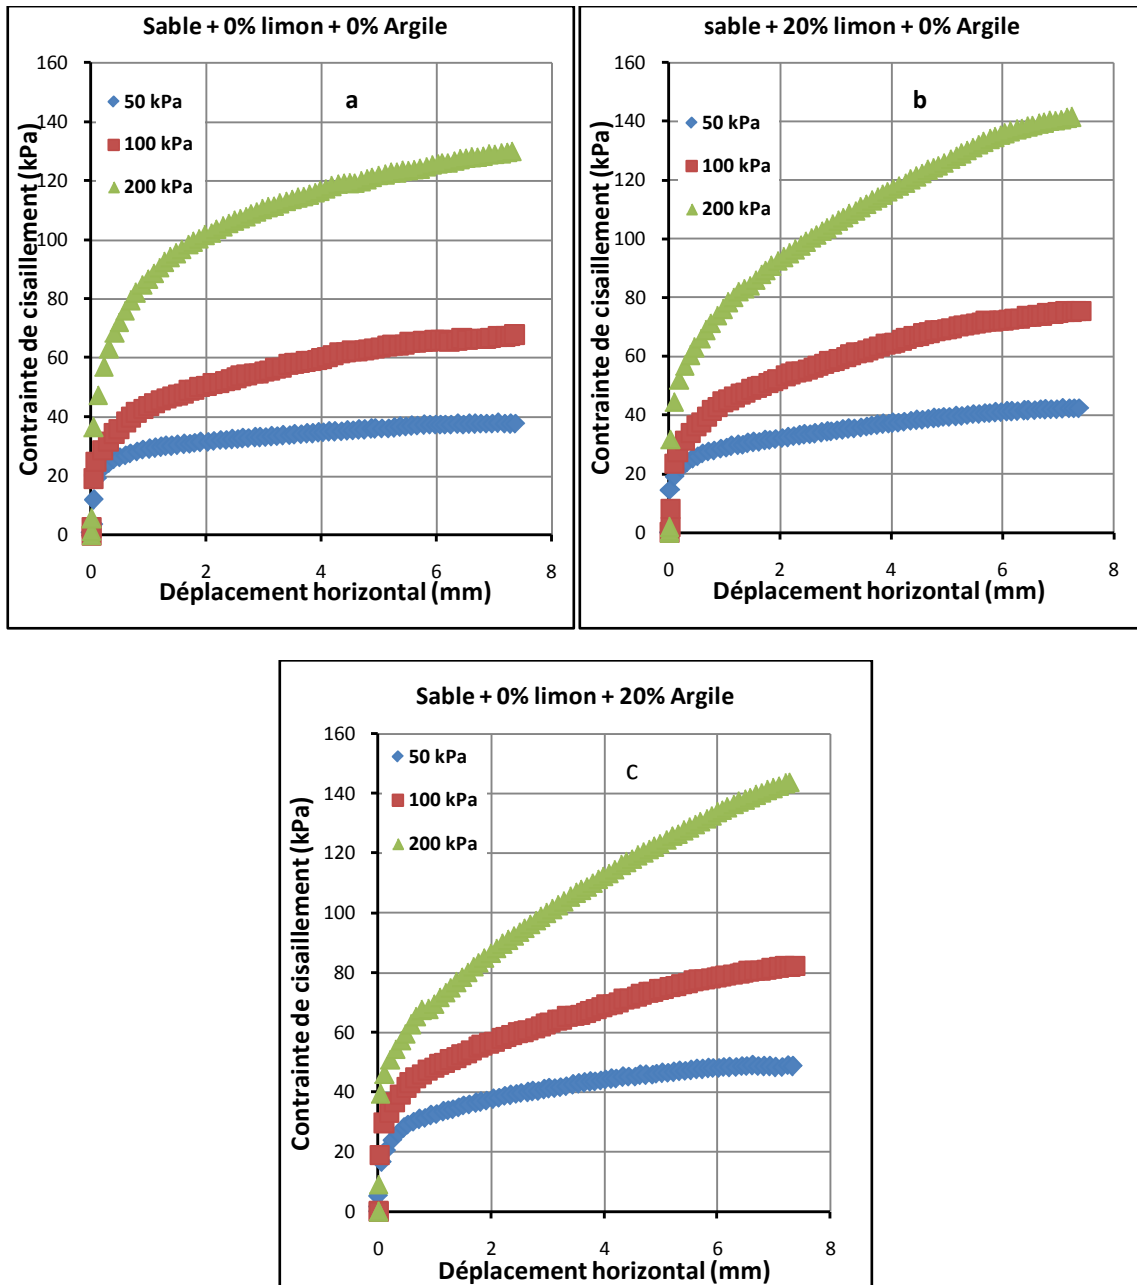 Sable + 0% limon + 0% Argile
160
140
120
100
80
60
40
20
0
Contrainte de cisaillement (kPa)
a
50 kPa
100 kPa
200 kPa
0 2 4 6 8
Déplacement horizontal (mm)
sable + 20% limon + 0% Argile
160
140
120
100
80
60
40
20
0
Contrainte de cisaillement (kPa)
b
50 kPa
100 kPa
200 kPa
0 2 4 6 8
Déplacement horizontal (mm)
Sable + 0% limon + 20% Argile
160
140
120
100
80
60
40
20
0
Contrainte de cisaillement (kPa)
c
50 kPa
100 kPa
200 kPa
0 2 4 6 8
Déplacement horizontal (mm)